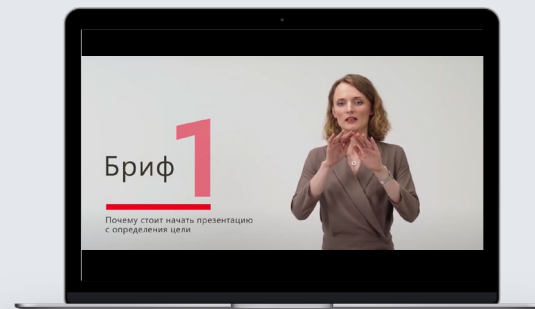 Бриф 1
Почему стоит начать презентацию
с определения цели